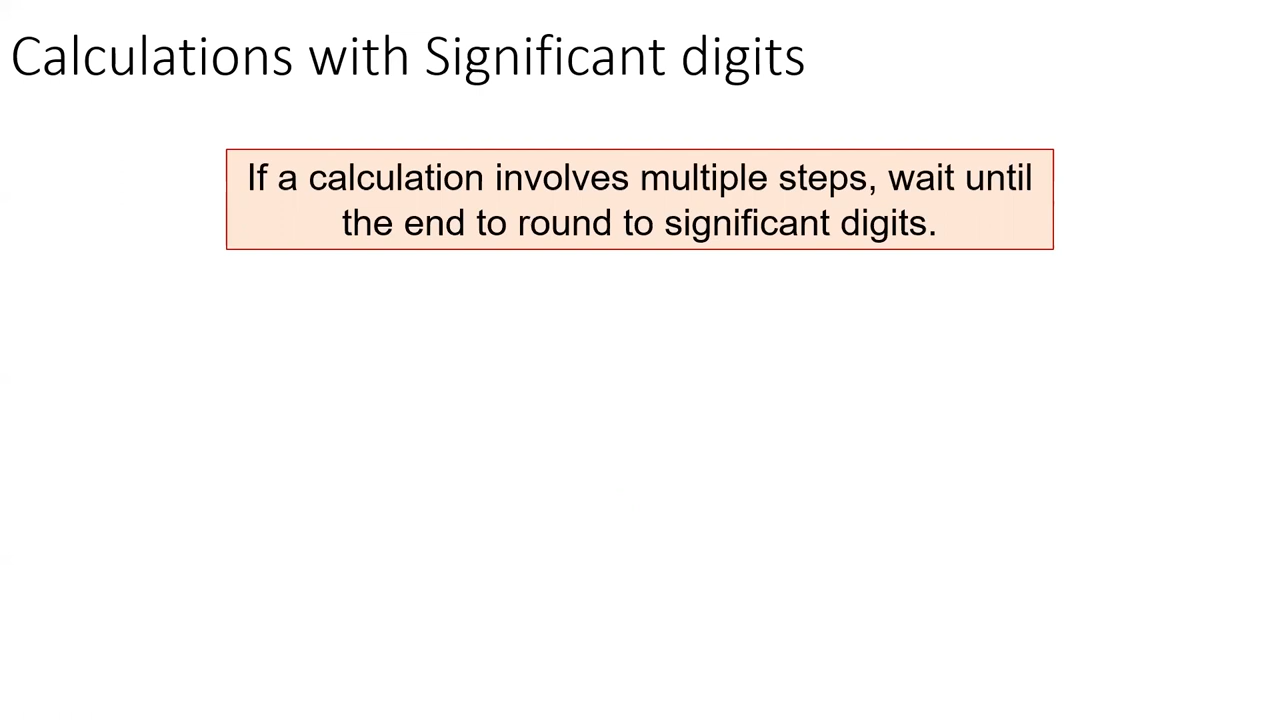 Calculations with Significant digits
If a calculation involves multiple steps, wait until
the end to round to significant digits.